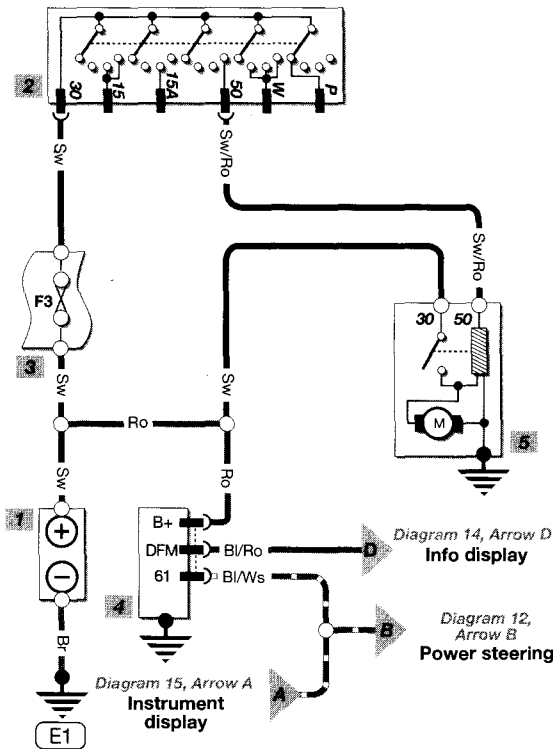 2
30
15
15A
50
W
P
Sw
Sw/Ro
Sw/Ro
F3
30 50
3
M
5
Sw
Sw
Ro
Sw
Ro
1
+
−
B+
DFM
Bl/Ro
D
Diagram 14, Arrow D
Info display
61
Bl/Ws
4
B
Diagram 12,
Arrow B
Power steering
Br
Diagram 15, Arrow A
Instrument
display
A
E1